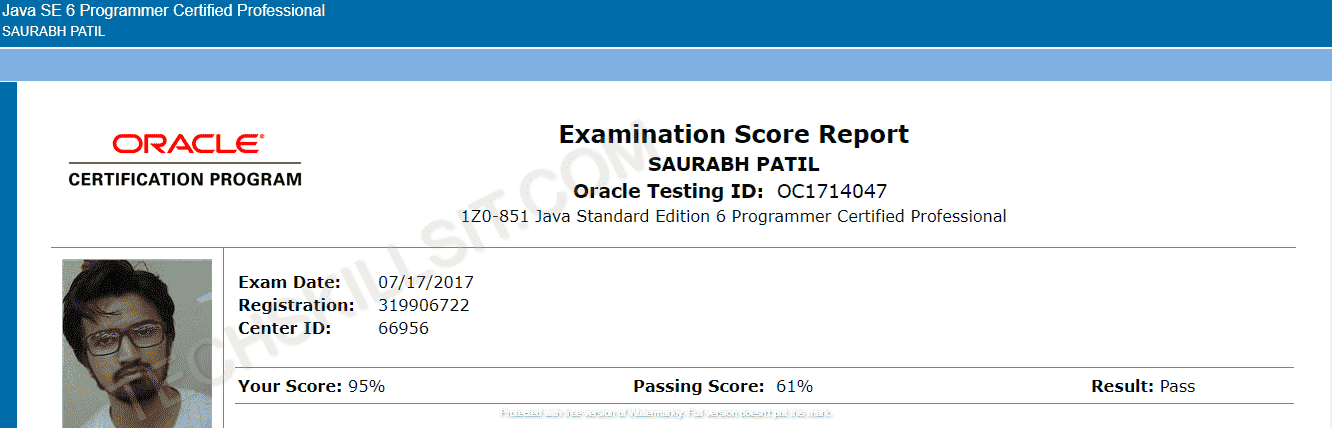 Java SE 6 Programmer Certified Professional
SAURABH PATIL
ORACLE®
CERTIFICATION PROGRAM
Examination Score Report
SAURABH PATIL
Oracle Testing ID: OC1714047
1Z0-851 Java Standard Edition 6 Programmer Certified Professional
TECHSKILLSIT.COM
Exam Date: 07/17/2017
Registration: 319906722
Center ID: 66956
Your Score: 95% Passing Score: 61% Result: Pass
Protected with free version of Watermarkly. Full version doesn't put this mark.